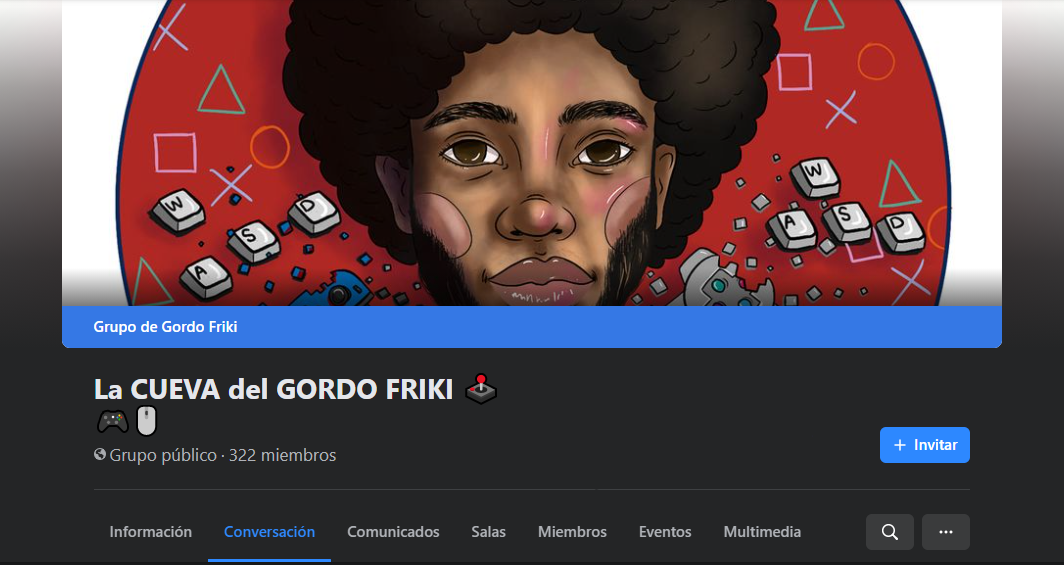 W
D
S
A
W
A
S
D
Grupo de Gordo Friki
La CUEVA del GORDO FRIKI 🕹️
🎮🖱️
Grupo público · 322 miembros
+ Invitar
Información Conversación Comunicados Salas Miembros Eventos Multimedia